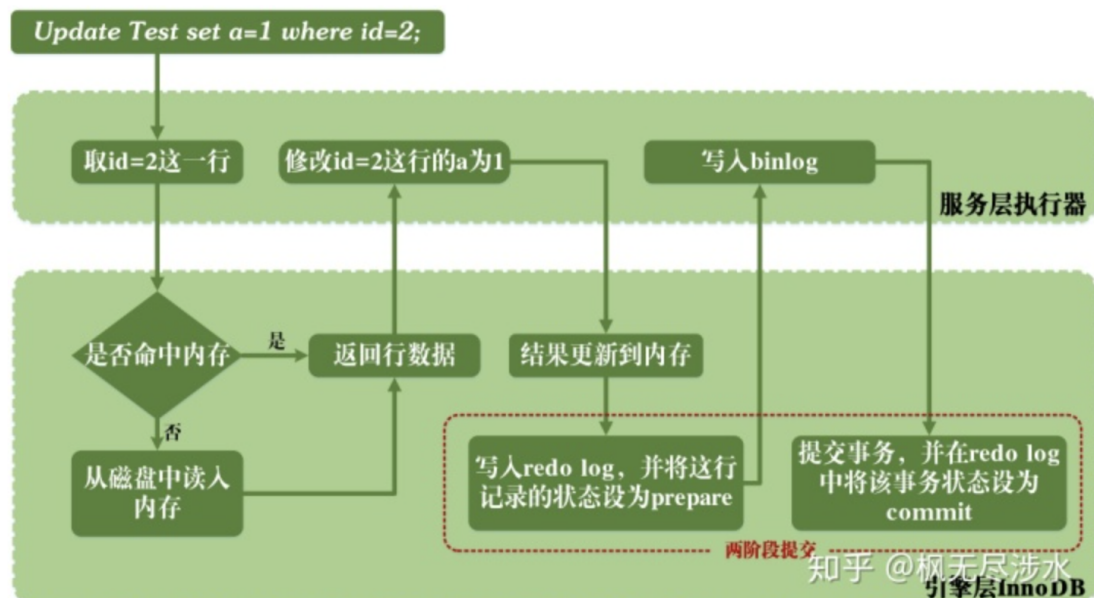 Update Test set a=1 where id=2;
取id=2这一行
修改id=2这行的a为1
写入binlog
服务层执行器
是否命中内存
是
返回行数据
结果更新到内存
否
从磁盘中读入
内存
写入redo log，并将这行
记录的状态设为prepare
提交事务，并在redo log
中将该事务状态设为
commit
两阶段提交
知乎 @枫无尽涉水
引擎层InnoDB